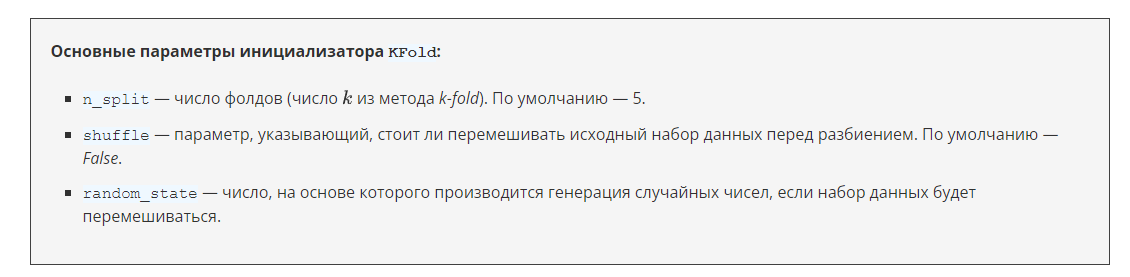 Основные параметры инициализатора KFold:
n_split — число фолдов (число k из метода k-fold). По умолчанию — 5.
shuffle — параметр, указывающий, стоит ли перемешивать исходный набор данных перед разбиением. По умолчанию —
False.
random_state — число, на основе которого производится генерация случайных чисел, если набор данных будет
перемешиваться.